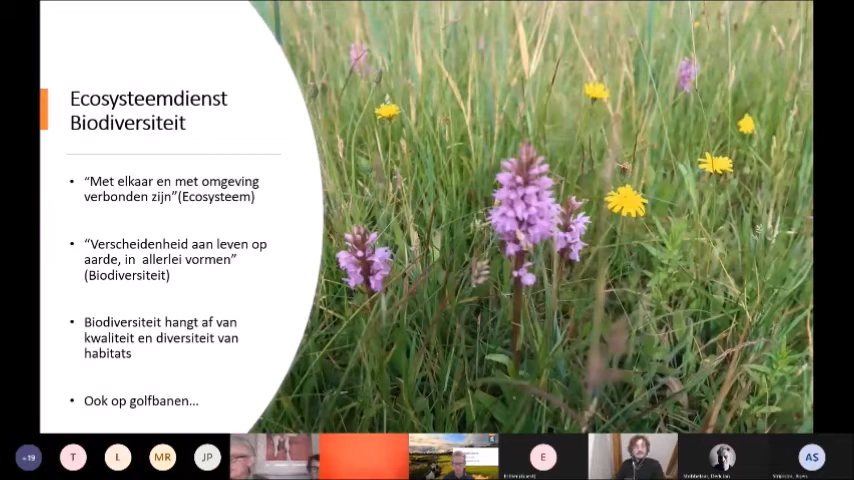 Ecosysteemdienst
Biodiversiteit
• “Met elkaar en met omgeving
verbonden zijn”(Ecosysteem)
• “Verscheidenheid aan leven op
aarde, in allerlei vormen”
(Biodiversiteit)
• Biodiversiteit hangt af van
kwaliteit en diversiteit van
habitats
• Ook op golfbanen...
+19
T
L
MR
JP
E
AS